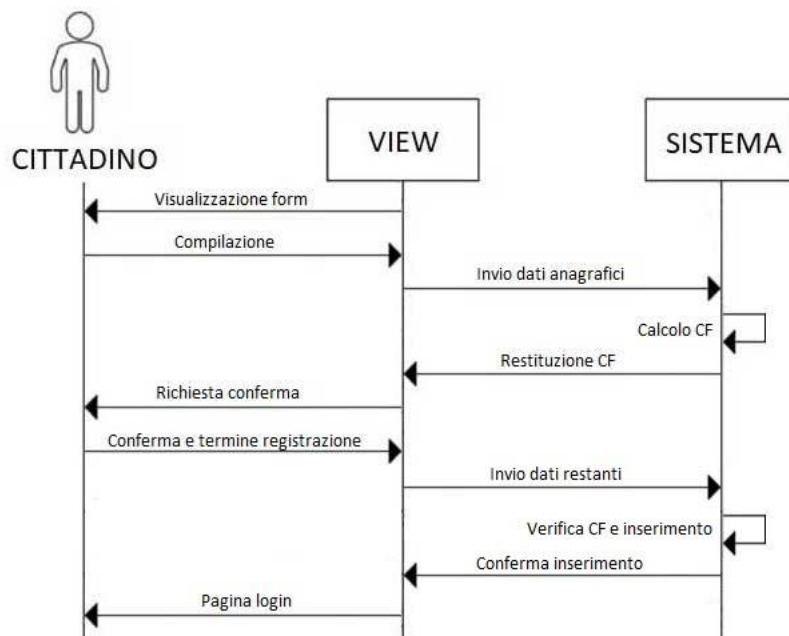 CITTADINO
VIEW
SISTEMA
Visualizzazione form
Compilazione
Invio dati anagrafici
Calcolo CF
Restituzione CF
Richiesta conferma
Conferma e termine registrazione
Invio dati restanti
Verifica CF e inserimento
Conferma inserimento
Pagina login